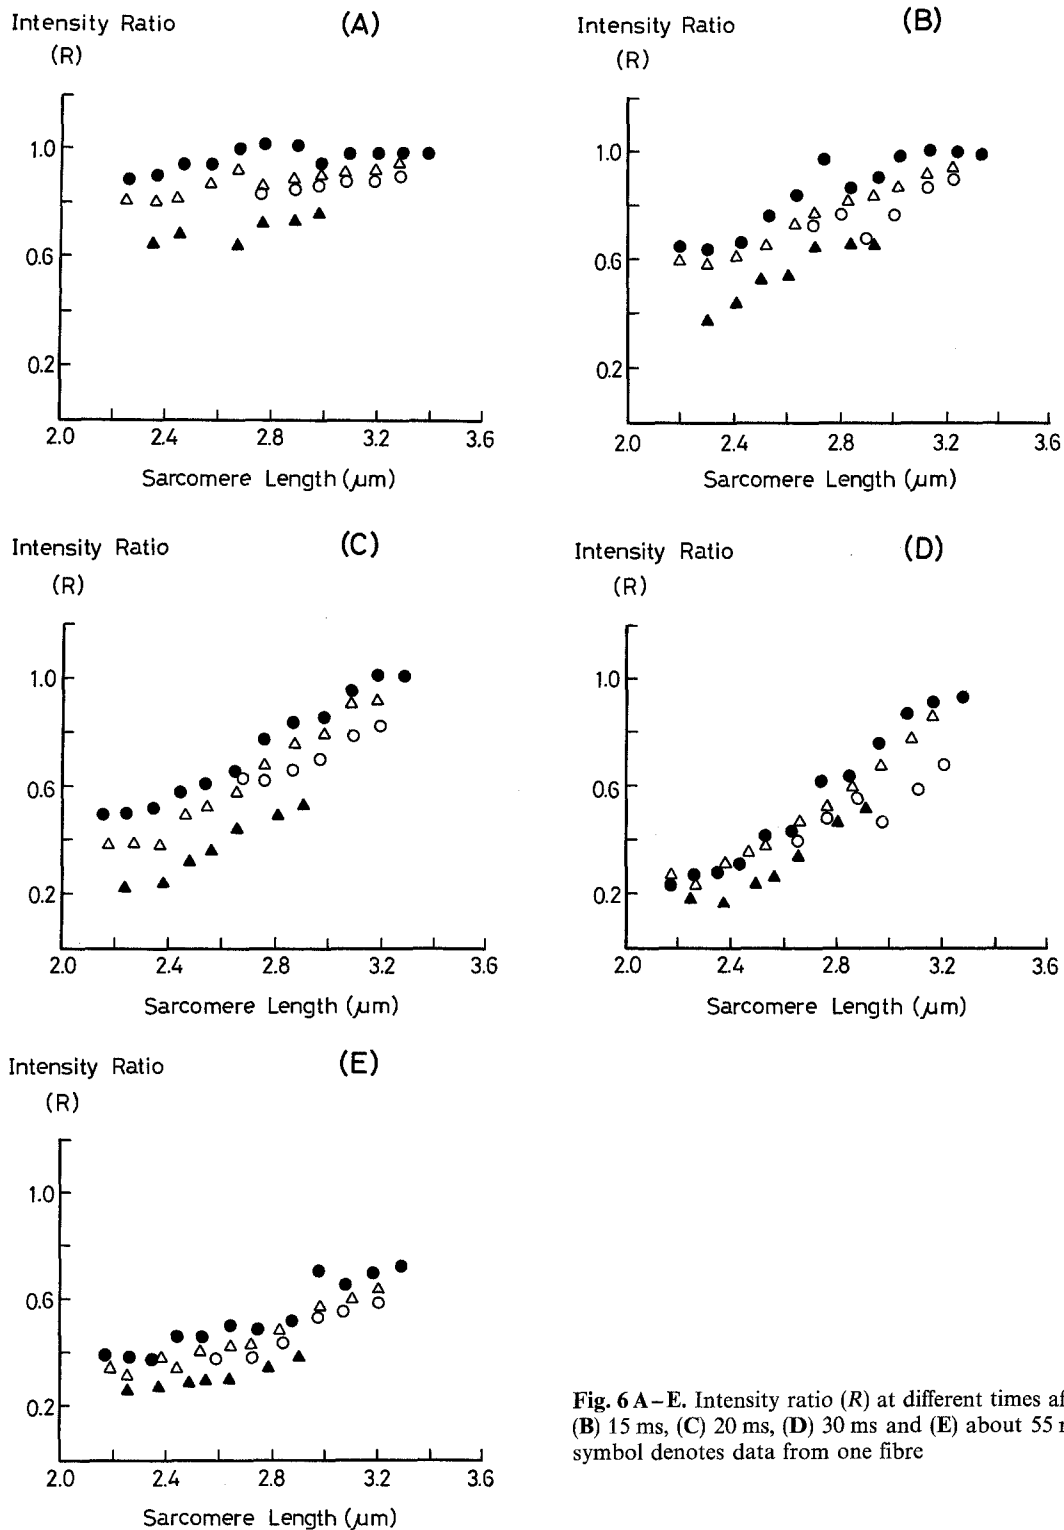 Intensity Ratio
(R)
(A)
1.0
0.6
0.2
2.0 2.4 2.8 3.2 3.6
Sarcomere Length (µm)
Intensity Ratio
(R)
(B)
1.0
0.6
0.2
2.0 2.4 2.8 3.2 3.6
Sarcomere Length (µm)
Intensity Ratio
(R)
(C)
1.0
0.6
0.2
2.0 2.4 2.8 3.2 3.6
Sarcomere Length (µm)
Intensity Ratio
(R)
(D)
1.0
0.6
0.2
2.0 2.4 2.8 3.2 3.6
Sarcomere Length (µm)
Intensity Ratio
(R)
(E)
1.0
0.6
0.2
2.0 2.4 2.8 3.2 3.6
Sarcomere Length (µm)
Fig. 6 A–E. Intensity ratio (R) at different times
(B) 15 ms, (C) 20 ms, (D) 30 ms and (E) about 55
symbol denotes data from one fibre